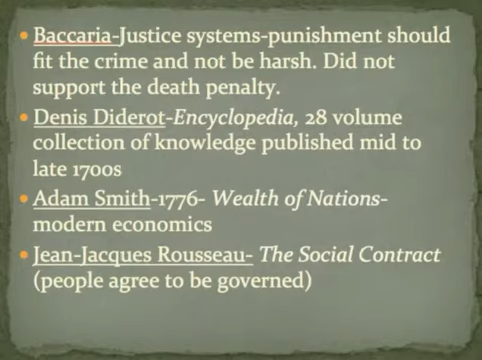 Baccaria-Justice systems-punishment should
fit the crime and not be harsh. Did not
support the death penalty.
Denis Diderot-Encyclopedia, 28 volume
collection of knowledge published mid to
late 1700s
Adam Smith-1776- Wealth of Nations-
modern economics
Jean-Jacques Rousseau- The Social Contract
(people agree to be governed)